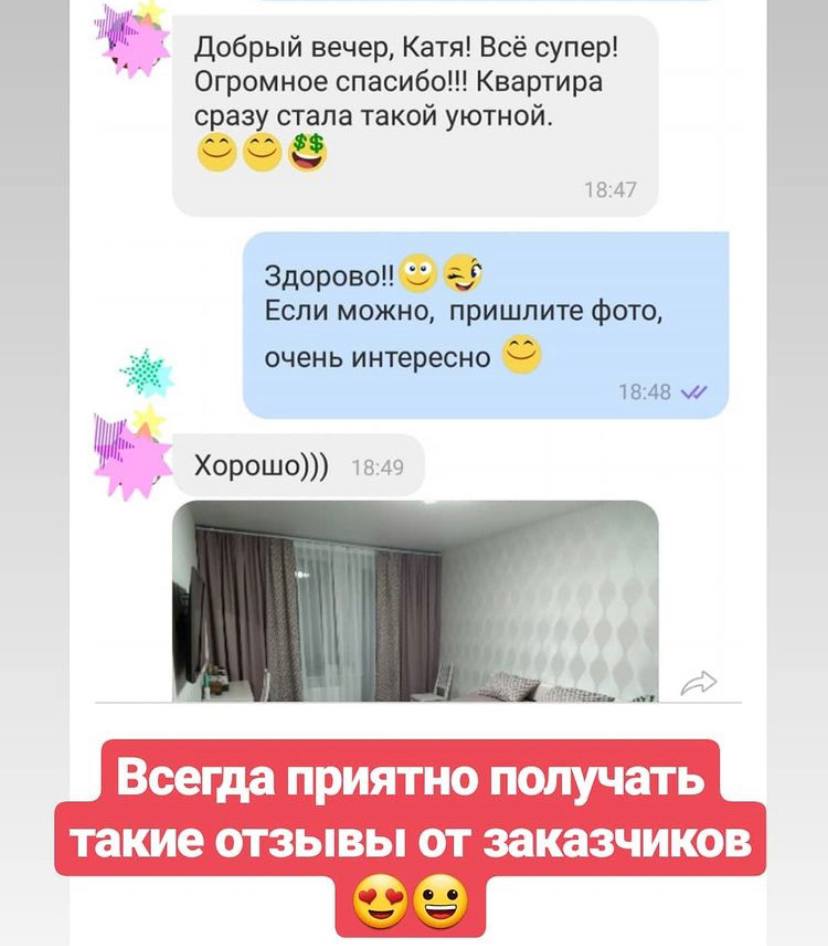 Добрый вечер, Катя! Всё супер!
Огромное спасибо!!! Квартира
сразу стала такой уютной.
😊😊🤑
18:47
Здорово!!🙂😉
Если можно, пришлите фото,
очень интересно 😊
18:48
Хорошо))) 18:49
Всегда приятно получать
такие отзывы от заказчиков
😍😀